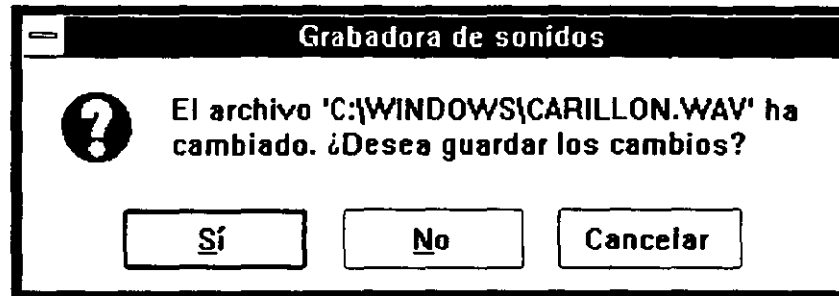 Grabadora de sonidos
El archivo 'C:\WINDOWS\CARILLON.WAV' ha
cambiado. ¿Desea guardar los cambios?
Sí No Cancelar